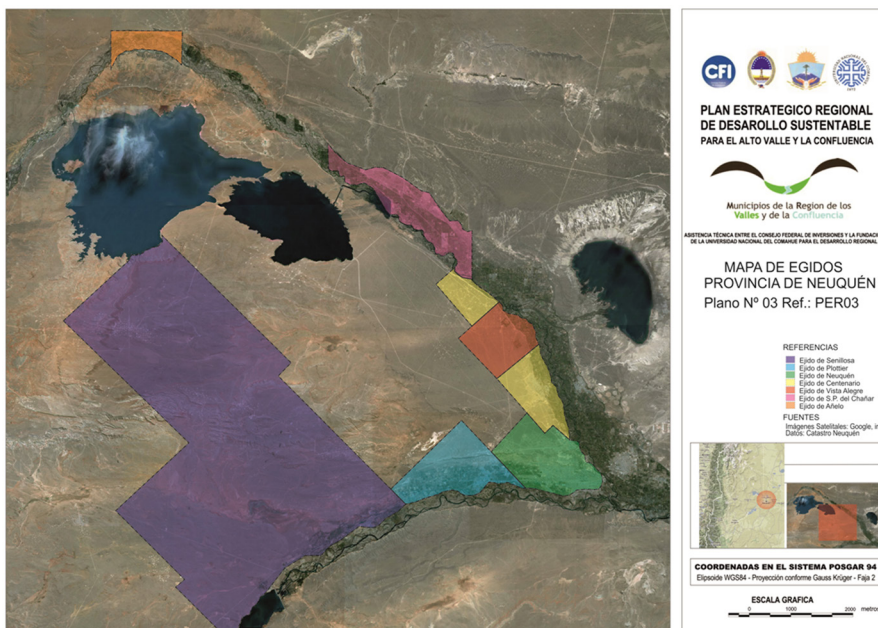 CFI
PLAN ESTRATEGICO REGIONAL
DE DESAROLLO SUSTENTABLE
PARA EL ALTO VALLE Y LA CONFLUENCIA
Municipios de la Region de los
Valles y de la Confluencia
ASISTENCIA TÉCNICA ENTRE EL CONSEJO FEDERAL DE INVERSIONES Y LA FUNDACI
DE LA UNIVERSIDAD NACIONAL DEL COMAHUE PARA EL DESARROLLO REGIONAL
MAPA DE EGIDOS
PROVINCIA DE NEUQUÉN
Plano Nº 03 Ref.: PER03
REFERENCIAS
Ejido de Senillosa
Ejido de Plottier
Ejido de Neuquén
Ejido de Centenario
Ejido de Vista Alegre
Ejido de S.P. del Chañar
Ejido de Añelo
FUENTES
Imágenes Satelitales: Google, in
Datos: Catastro Neuquén
COORDENADAS EN EL SISTEMA POSGAR 94
Elipsoide WGS84 - Proyección conforme Gauss Krüger - Faja 2
ESCALA GRAFICA
0 1000 2000 metros